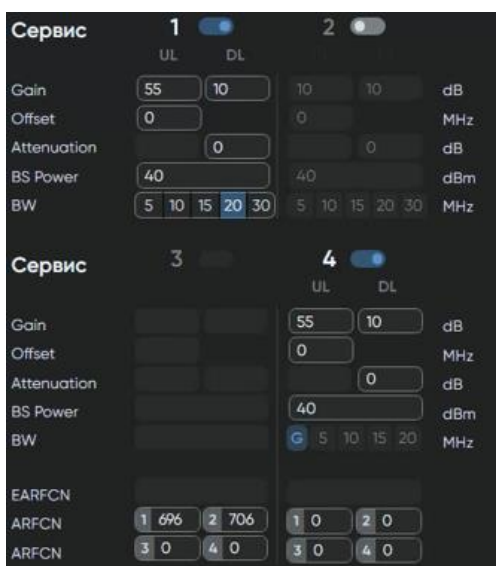 Сервис 1 2
UL DL
Gain 55 10 10 10 dB
Offset 0 0 MHz
Attenuation 0 0 dB
BS Power 40 40 dBm
BW 5 10 15 20 30 5 10 15 20 30 MHz
Сервис 3 4
UL DL
Gain 55 10 dB
Offset 0 MHz
Attenuation 0 dB
BS Power 40 dBm
BW G 5 10 15 20 MHz
EARFCN
ARFCN 1 696 2 706 1 0 2 0
ARFCN 3 0 4 0 3 0 4 0